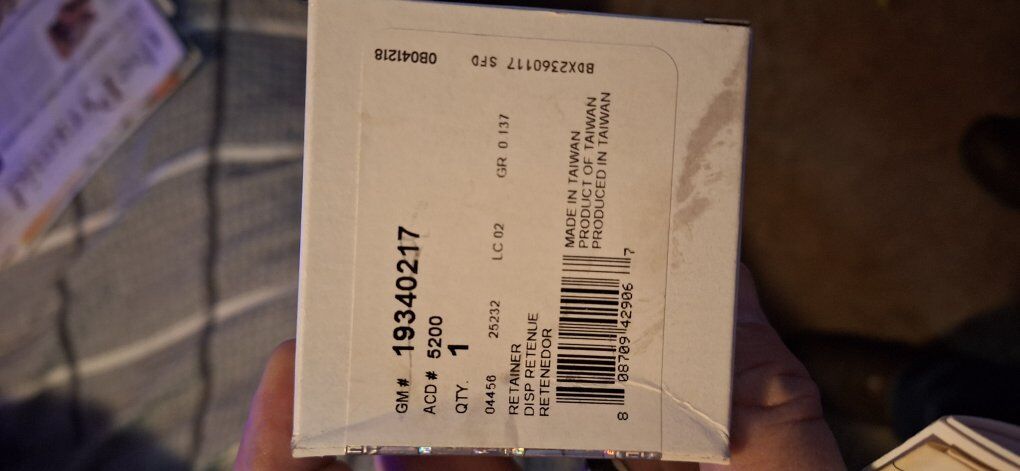 GM # 19340217
ACD # 5200
QTY. 1
04456 25232 LC 02 GR 0 137
RETAINER
DISP RETENUE
RETENEDOR
MADE IN TAIWAN
PRODUCT OF TAIWAN
PRODUCED IN TAIWAN
8 08709 42906 7
BDX2360117 SFD 0B041218